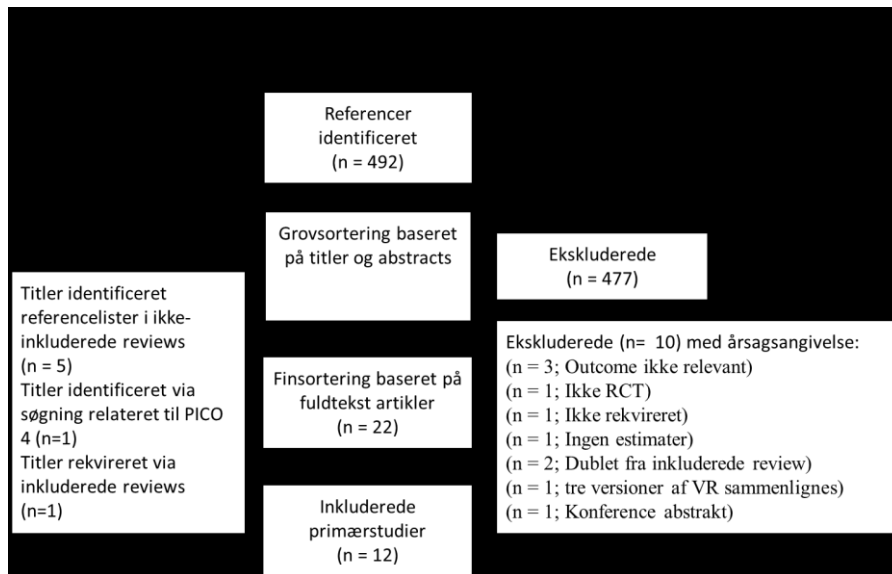 Referencer
identificeret
(n = 492)
Grovsortering baseret
på titler og abstracts
Ekskluderede
(n = 477)
Titler identificeret
referencelister i ikke-
inkluderede reviews
(n = 5)
Titler identificeret via
søgning relateret til PICO
4 (n=1)
Titler rekvireret via
inkluderede reviews
(n=1)
Finsortering baseret på
fuldtekst artikler
(n = 22)
Ekskluderede (n= 10) med årsagsangivelse:
(n = 3; Outcome ikke relevant)
(n = 1; Ikke RCT)
(n = 1; Ikke rekvireret)
(n = 1; Ingen estimater)
(n = 2; Dublet fra inkluderede review)
(n = 1; tre versioner af VR sammenlignes)
(n = 1; Konference abstrakt)
Inkluderede
primærstudier
(n = 12)